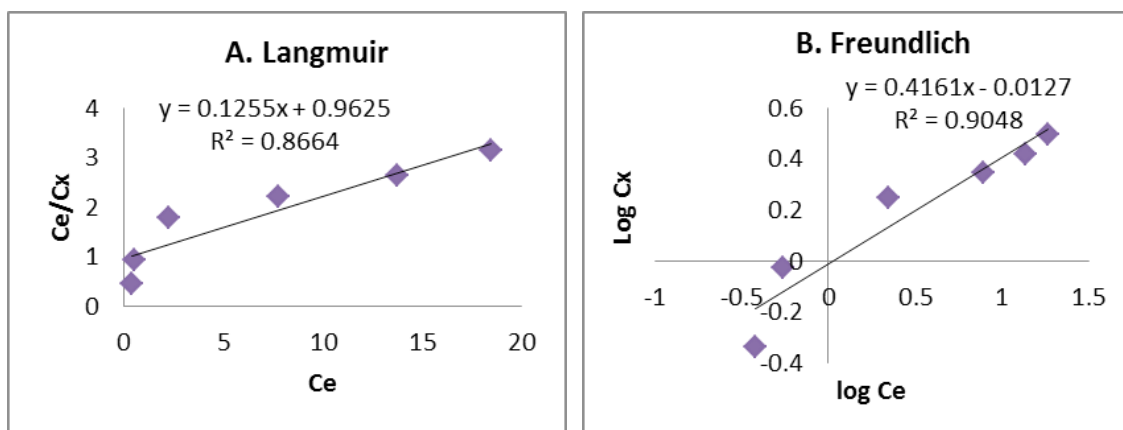 A. Langmuir
y = 0.1255x + 0.9625
R² = 0.8664
4
3
2
1
0
Ce/Cx
0 5 10 15 20
Ce
B. Freundlich
y = 0.4161x - 0.0127
R² = 0.9048
0.6
0.4
0.2
0
-0.2
-0.4
Log Cx
-1 -0.5 0 0.5 1 1.5
log Ce